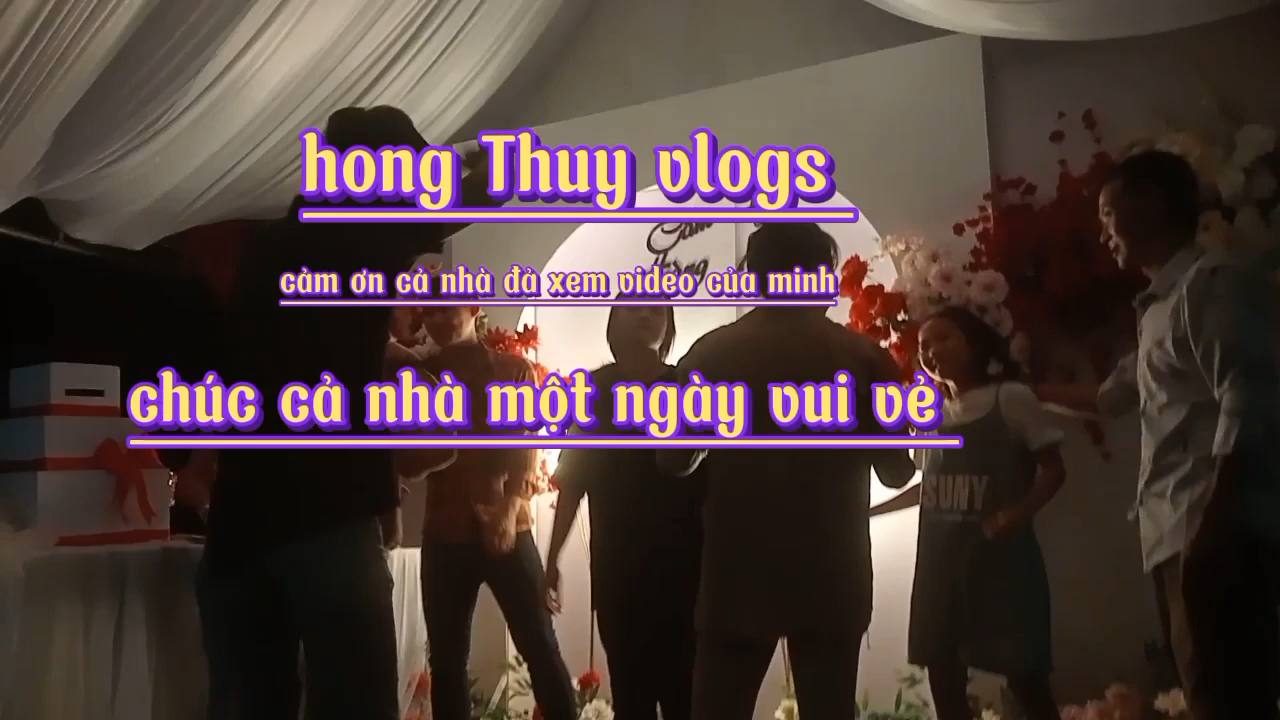 hong Thuy vlogs
cảm ơn cả nhà đả xem video của minh
chúc cả nhà một ngày vui vẻ
SUNY